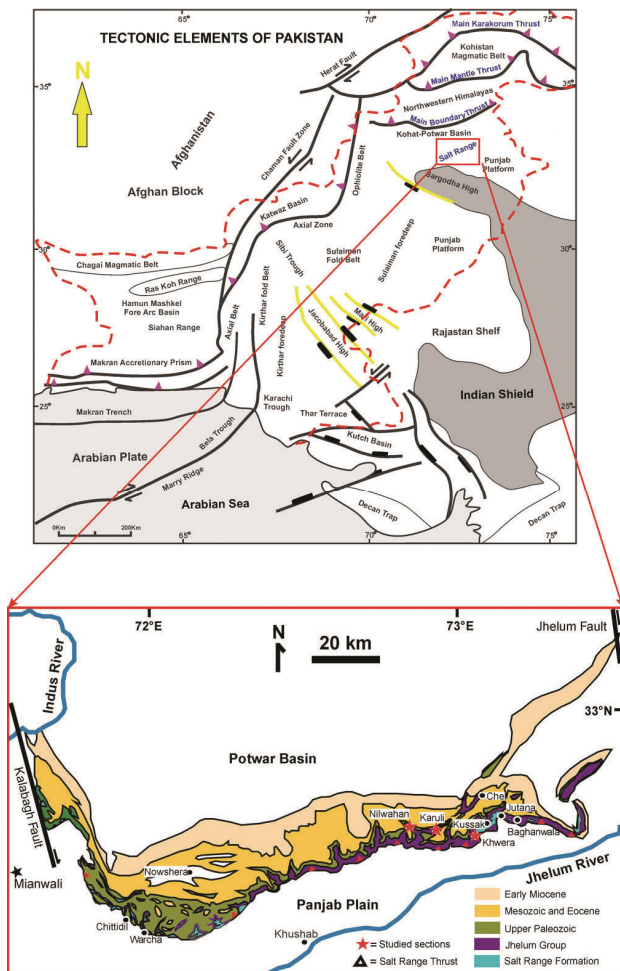 65°
70°
75°
TECTONIC ELEMENTS OF PAKISTAN
Main Karakorum Thrust
Kohistan
Magmatic Belt
Herat Fault
35°
35°
N
Main Mantle Thrust
Northwestern Himalayas
Main Boundary Thrust
Kohat-Potwar Basin
Afghanistan
Chaman Fault Zone
Salt Range
Punjab
Platform
Ophiolite Belt
Sargodha High
Afghan Block
Katwaz Basin
Axial Zone
30°
30°
Sibi Trough
Sulaiman
Fold Belt
Sulaiman foredeep
Punjab
Platform
Chagai Magmatic Belt
Ras Koh Range
Hamun Mashkel
Fore Arc Basin
Siahan Range
Axial Belt
Kirthar fold Belt
Kirthar foredeep
Jacobabad High
Mari High
Rajastan Shelf
Makran Accretionary Prism
Indian Shield
25°
25°
Karachi
Trough
Thar Terrace
Makran Trench
Bela Trough
Kutch Basin
Arabian Plate
Marry Ridge
Arabian Sea
Decan Trap
Decan Trap
0Km
200Km
65°
70°
75°
72°E
73°E
N
20 km
Jhelum Fault
Indus River
33°N
Potwar Basin
Kalabagh Fault
Che
Nilwahan
Karuli
Jutana
Kussak
Baghanwala
Khwera
Nowshera
Mianwali
Jhelum River
Panjab Plain
Chittidil
Warcha
Khushab
Early Miocene
Mesozoic and Eocene
Upper Paleozoic
Jhelum Group
Salt Range Formation
= Studied sections
= Salt Range Thrust